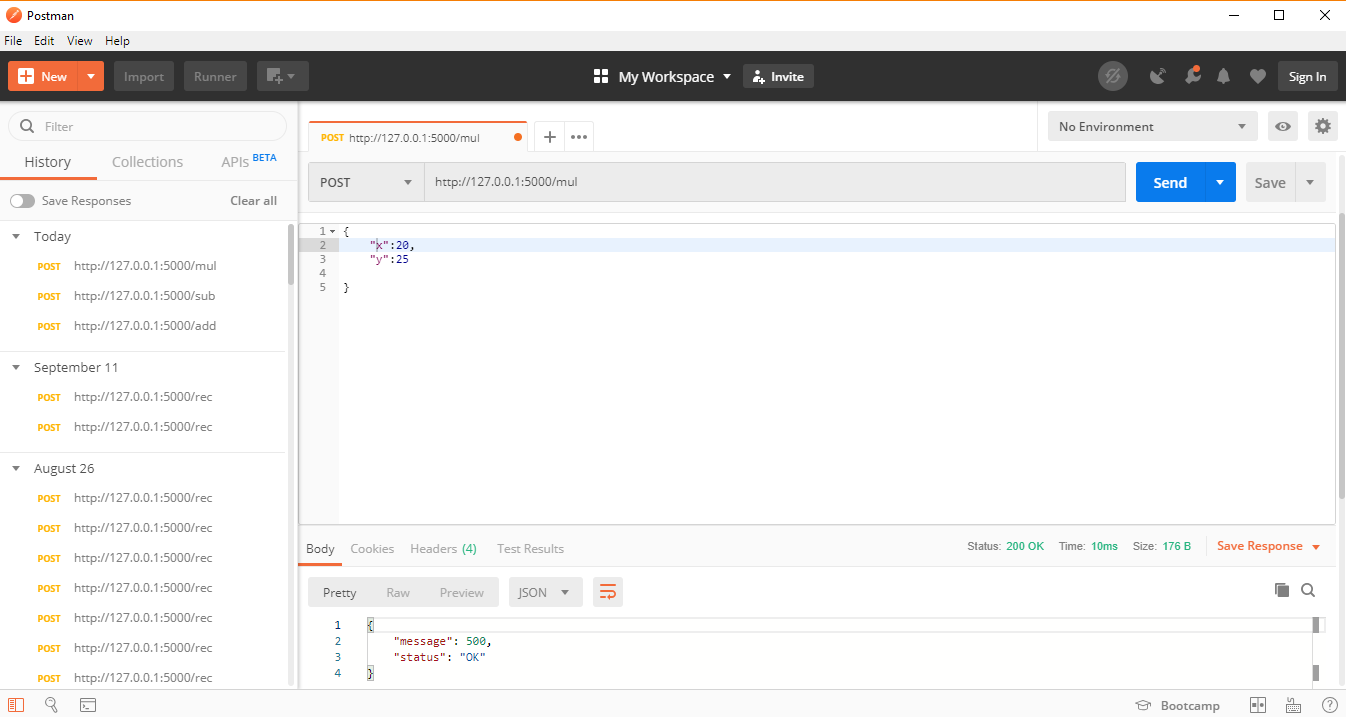 Postman
File Edit View Help
New Import Runner My Workspace Invite Sign In
Filter
History Collections APIs BETA
Save Responses Clear all
Today
POST http://127.0.0.1:5000/mul
POST http://127.0.0.1:5000/sub
POST http://127.0.0.1:5000/add
September 11
POST http://127.0.0.1:5000/rec
POST http://127.0.0.1:5000/rec
August 26
POST http://127.0.0.1:5000/rec
POST http://127.0.0.1:5000/rec
POST http://127.0.0.1:5000/rec
POST http://127.0.0.1:5000/rec
POST http://127.0.0.1:5000/rec
POST http://127.0.0.1:5000/rec
POST http://127.0.0.1:5000/rec
POST http://127.0.0.1:5000/mul
No Environment
POST http://127.0.0.1:5000/mul Send Save
1 {
2 "x":20,
3 "y":25
4
5 }
Body Cookies Headers (4) Test Results Status: 200 OK Time: 10ms Size: 176 B Save Response
Pretty Raw Preview JSON
1 {
2 "message": 500,
3 "status": "OK"
4 }
Bootcamp